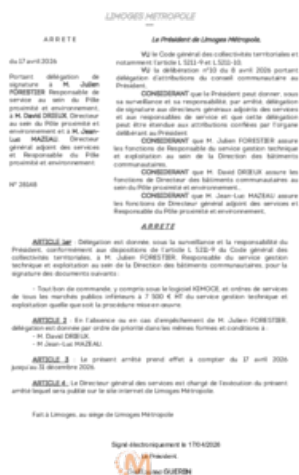 LIMOGES METROPOLE
A R R E T E
Le Président de Limoges Métropole,
du 17 avril 2026
Vu le Code général des collectivités territoriales et
notamment l'article L 5211-9 et L 5211-10,
Vu la délibération n°10 du 8 avril 2026 portant
délégation d'attributions du conseil communautaire au
Président,
Portant délégation de
signature à M. Julien
FORESTIER Responsable de
service au sein du Pôle
proximité et environnement,
à M. David DRIEUX, Directeur
au sein du Pôle proximité et
environnement et à M. Jean-
Luc MAZEAU, Directeur
général adjoint des services
et Responsable du Pôle
proximité et environnement
N°
CONSIDERANT que le Président peut donner, sous
sa surveillance et sa responsabilité, par arrêté, délégation
de signature aux directeurs généraux adjoints des services
et aux responsables de service et que cette délégation
peut être étendue aux attributions confiées par l'organe
délibérant au Président
CONSIDERANT que M. Julien FORESTIER assure
les fonctions de Responsable du service gestion technique
et exploitation au sein de la Direction des bâtiments
communautaires,
CONSIDERANT que M. David DRIEUX assure les
fonctions de Directeur des bâtiments communautaires au
sein du Pôle proximité et environnement,
CONSIDERANT que M. Jean-Luc MAZEAU assure
les fonctions de Directeur général adjoint des services et
Responsable du Pôle proximité et environnement,
A R R E T E
ARTICLE 1er : Délégation est donnée, sous la surveillance et la responsabilité du
Président, conformément aux dispositions de l'article L 5211-9 du Code général des
collectivités territoriales, à M. Julien FORESTIER, Responsable du service gestion
technique et exploitation au sein de la Direction des bâtiments communautaires, pour la
signature des documents suivants :
- Tout bon de commande, y compris sous le logiciel et ordres de services
de tous les marchés publics inférieurs à 7 500 € HT du service gestion technique et
exploitation quelle que soit la procédure mise en œuvre.
ARTICLE 2 : En l'absence ou en cas d'empêchement de M. Julien FORESTIER,
délégation est donnée par ordre de priorité dans les mêmes formes et conditions à :
- M. David DRIEUX,
- M Jean-Luc MAZEAU.
ARTICLE 3 : Le présent arrêté prend effet à compter du 17 avril 2026
jusqu'au 31 décembre 2026.
ARTICLE 4 : Le Directeur général des services est chargé de l'exécution du présent
arrêté lequel sera publié sur le site internet de Limoges Métropole.
Fait à Limoges, au siège de Limoges Métropole
Signé électroniquement le 17/04/2026
Le Président,
GUERIN